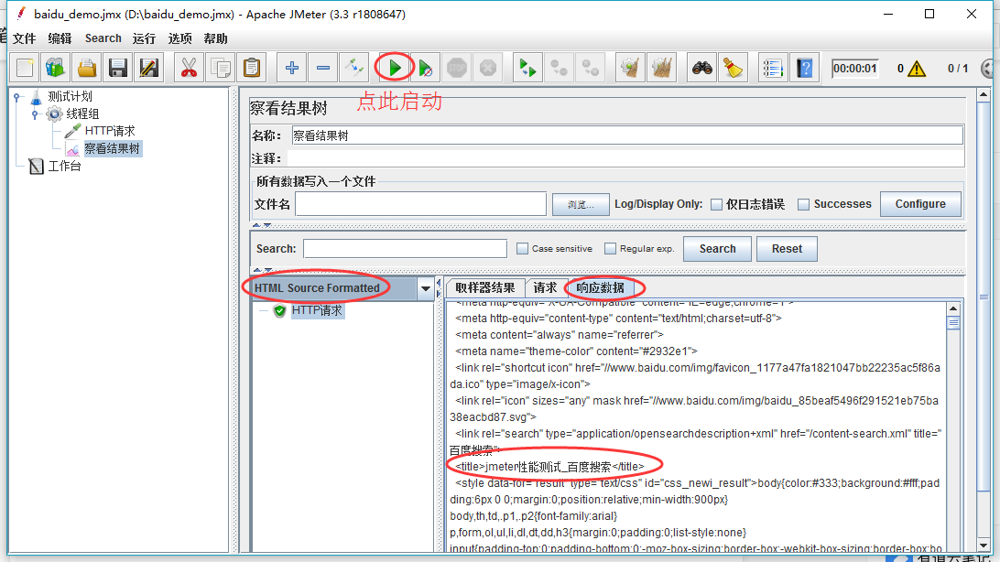 baidu_demo.jmx (D:\baidu_demo.jmx) - Apache JMeter (3.3 r1808647)
文件 编辑 Search 运行 选项 帮助
STOP
00:00:01 0 0 / 1
点此启动
测试计划
线程组
HTTP请求
察看结果树
工作台
察看结果树
名称： 察看结果树
注释：
所有数据写入一个文件
文件名 浏览... Log/Display Only: 仅日志错误 Successes Configure
Search: Case sensitive Regular exp. Search Reset
HTML Source Formatted
HTTP请求
取样器结果 请求 响应数据
<meta http-equiv="X-UA-Compatible" content="IE=edge,chrome=1">
<meta http-equiv="content-type" content="text/html;charset=utf-8">
<meta content="always" name="referrer">
<meta name="theme-color" content="#2932e1">
<link rel="shortcut icon" href="//www.baidu.com/img/favicon_1177a47fa1821047bb22235ac5f86a
da.ico" type="image/x-icon">
<link rel="icon" sizes="any" mask href="//www.baidu.com/img/baidu_85beaf5496f291521eb75ba
38eacbd87.svg">
<link rel="search" type="application/opensearchdescription+xml" href="/content-search.xml" title="
百度搜索">
<title>jmeter性能测试_百度搜索</title>
<style data-for="result" type="text/css" id="css_newi_result">body{color:#333;background:#fff;pad
ding:6px 0 0;margin:0;position:relative;min-width:900px}
body,th,td,.p1,.p2{font-family:arial}
p,form,ol,ul,li,dl,dt,dd,h3{margin:0;padding:0;list-style:none}
input{padding-top:0;padding-bottom:0;-moz-box-sizing:border-box;-webkit-box-sizing:border-box;bo